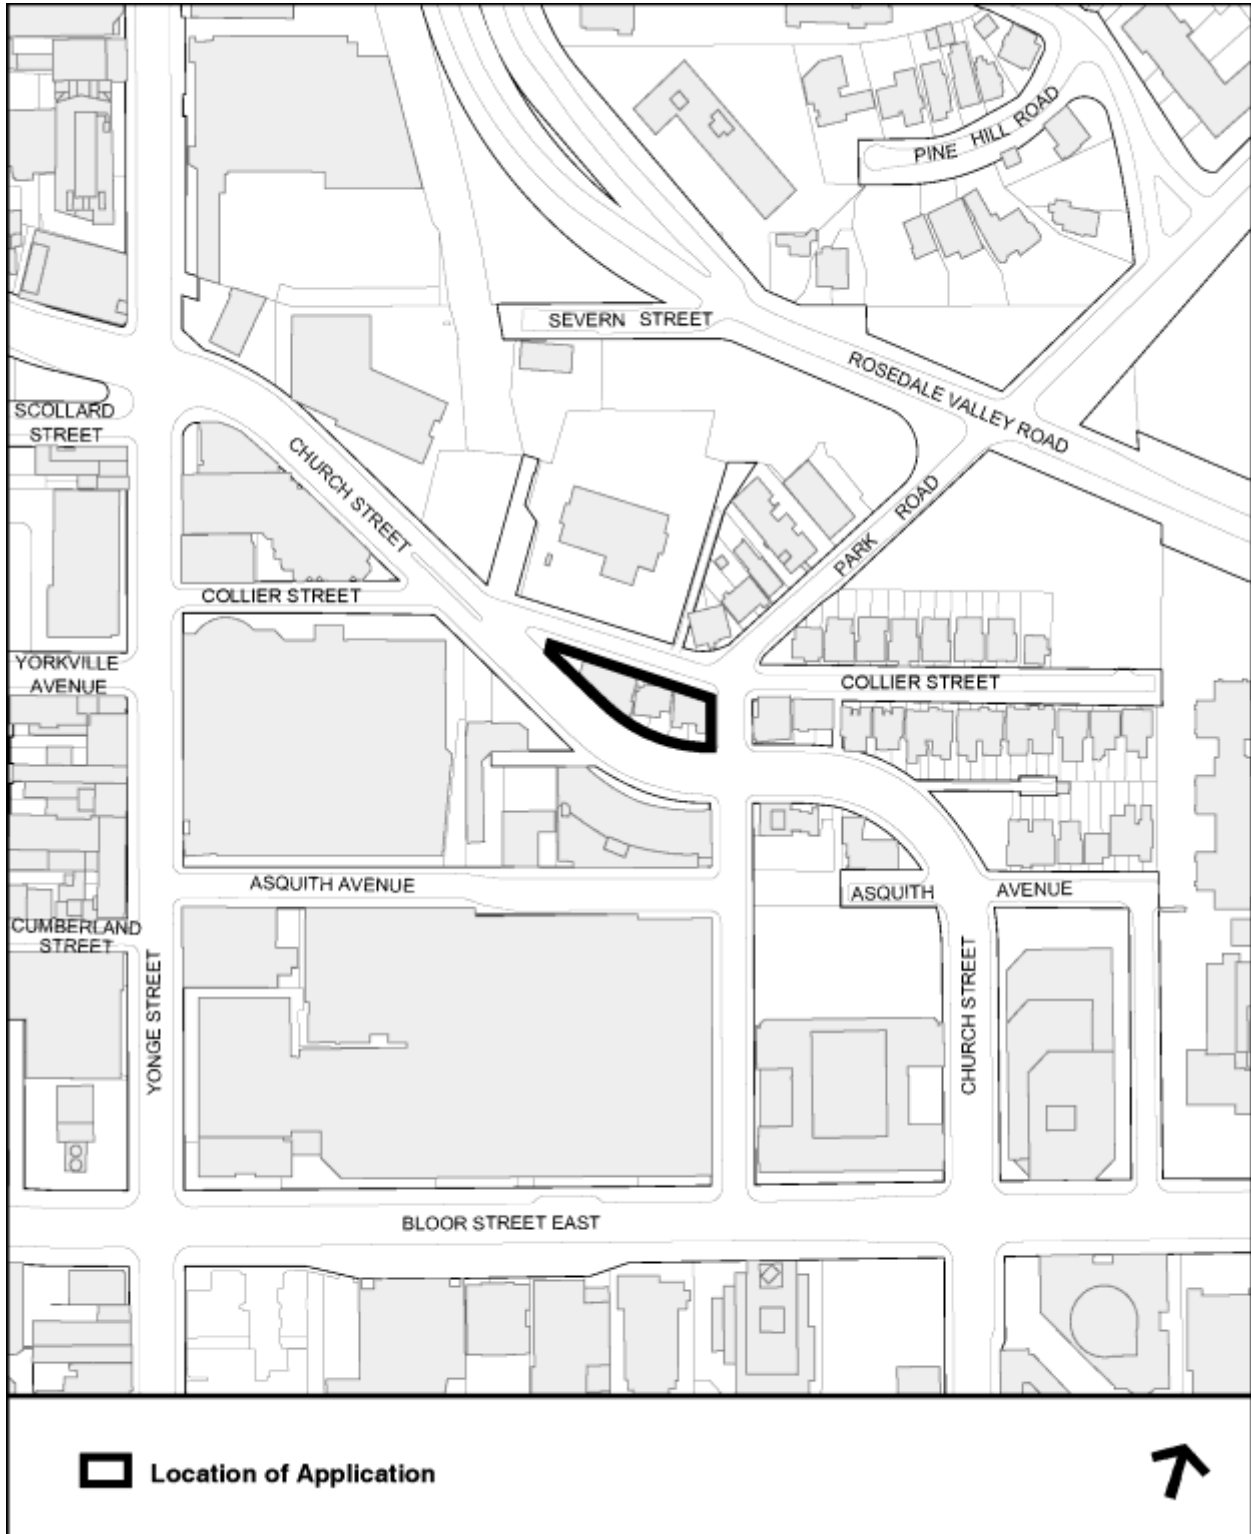 PINE HILL ROAD
SEVERN STREET
ROSEDALE VALLEY ROAD
SCOLLARD
STREET
CHURCH STREET
PARK ROAD
COLLIER STREET
YORKVILLE
AVENUE
COLLIER STREET
ASQUITH AVENUE
ASQUITH AVENUE
CUMBERLAND
STREET
YONGE STREET
CHURCH STREET
BLOOR STREET EAST
Location of Application